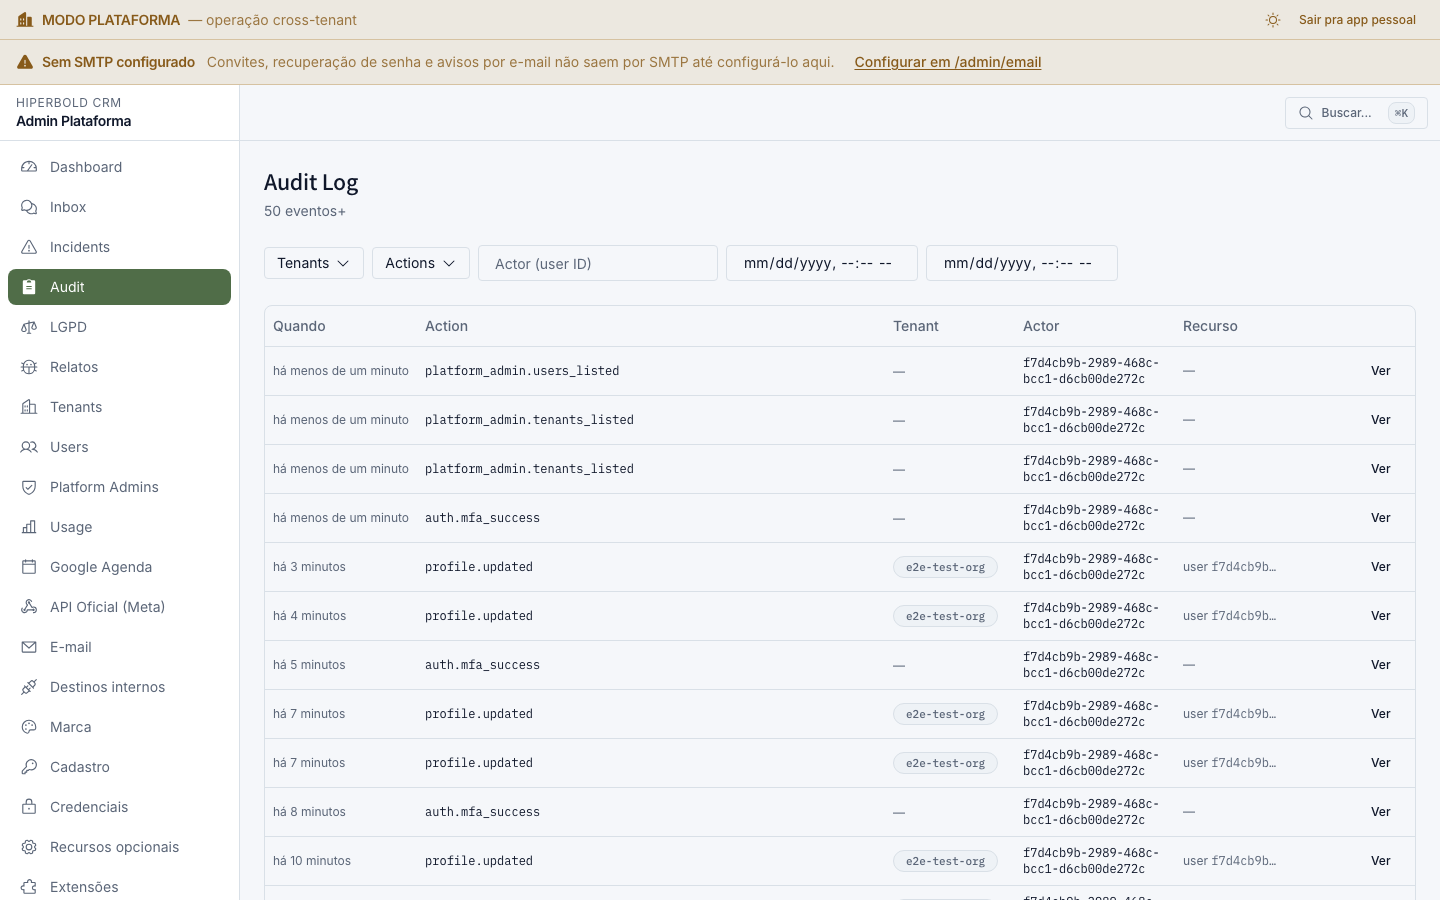 MODO PLATAFORMA — operação cross-tenant
Sair pra app pessoal
Sem SMTP configurado Convites, recuperação de senha e avisos por e-mail não saem por SMTP até configurá-lo aqui. Configurar em /admin/email
HIPERBOLD CRM
Admin Plataforma
Buscar... ⌘K
Dashboard
Inbox
Incidents
Audit
LGPD
Relatos
Tenants
Users
Platform Admins
Usage
Google Agenda
API Oficial (Meta)
E-mail
Destinos internos
Marca
Cadastro
Credenciais
Recursos opcionais
Extensões
Audit Log
50 eventos+
Tenants Actions Actor (user ID) mm/dd/yyyy, --:-- -- mm/dd/yyyy, --:-- --
Quando Action Tenant Actor Recurso
há menos de um minuto platform_admin.users_listed — f7d4cb9b-2989-468c-
bcc1-d6cb00de272c — Ver
há menos de um minuto platform_admin.tenants_listed — f7d4cb9b-2989-468c-
bcc1-d6cb00de272c — Ver
há menos de um minuto platform_admin.tenants_listed — f7d4cb9b-2989-468c-
bcc1-d6cb00de272c — Ver
há menos de um minuto auth.mfa_success — f7d4cb9b-2989-468c-
bcc1-d6cb00de272c — Ver
há 3 minutos profile.updated e2e-test-org f7d4cb9b-2989-468c-
bcc1-d6cb00de272c user f7d4cb9b… Ver
há 4 minutos profile.updated e2e-test-org f7d4cb9b-2989-468c-
bcc1-d6cb00de272c user f7d4cb9b… Ver
há 5 minutos auth.mfa_success — f7d4cb9b-2989-468c-
bcc1-d6cb00de272c — Ver
há 7 minutos profile.updated e2e-test-org f7d4cb9b-2989-468c-
bcc1-d6cb00de272c user f7d4cb9b… Ver
há 7 minutos profile.updated e2e-test-org f7d4cb9b-2989-468c-
bcc1-d6cb00de272c user f7d4cb9b… Ver
há 8 minutos auth.mfa_success — f7d4cb9b-2989-468c-
bcc1-d6cb00de272c — Ver
há 10 minutos profile.updated e2e-test-org f7d4cb9b-2989-468c-
bcc1-d6cb00de272c user f7d4cb9b… Ver